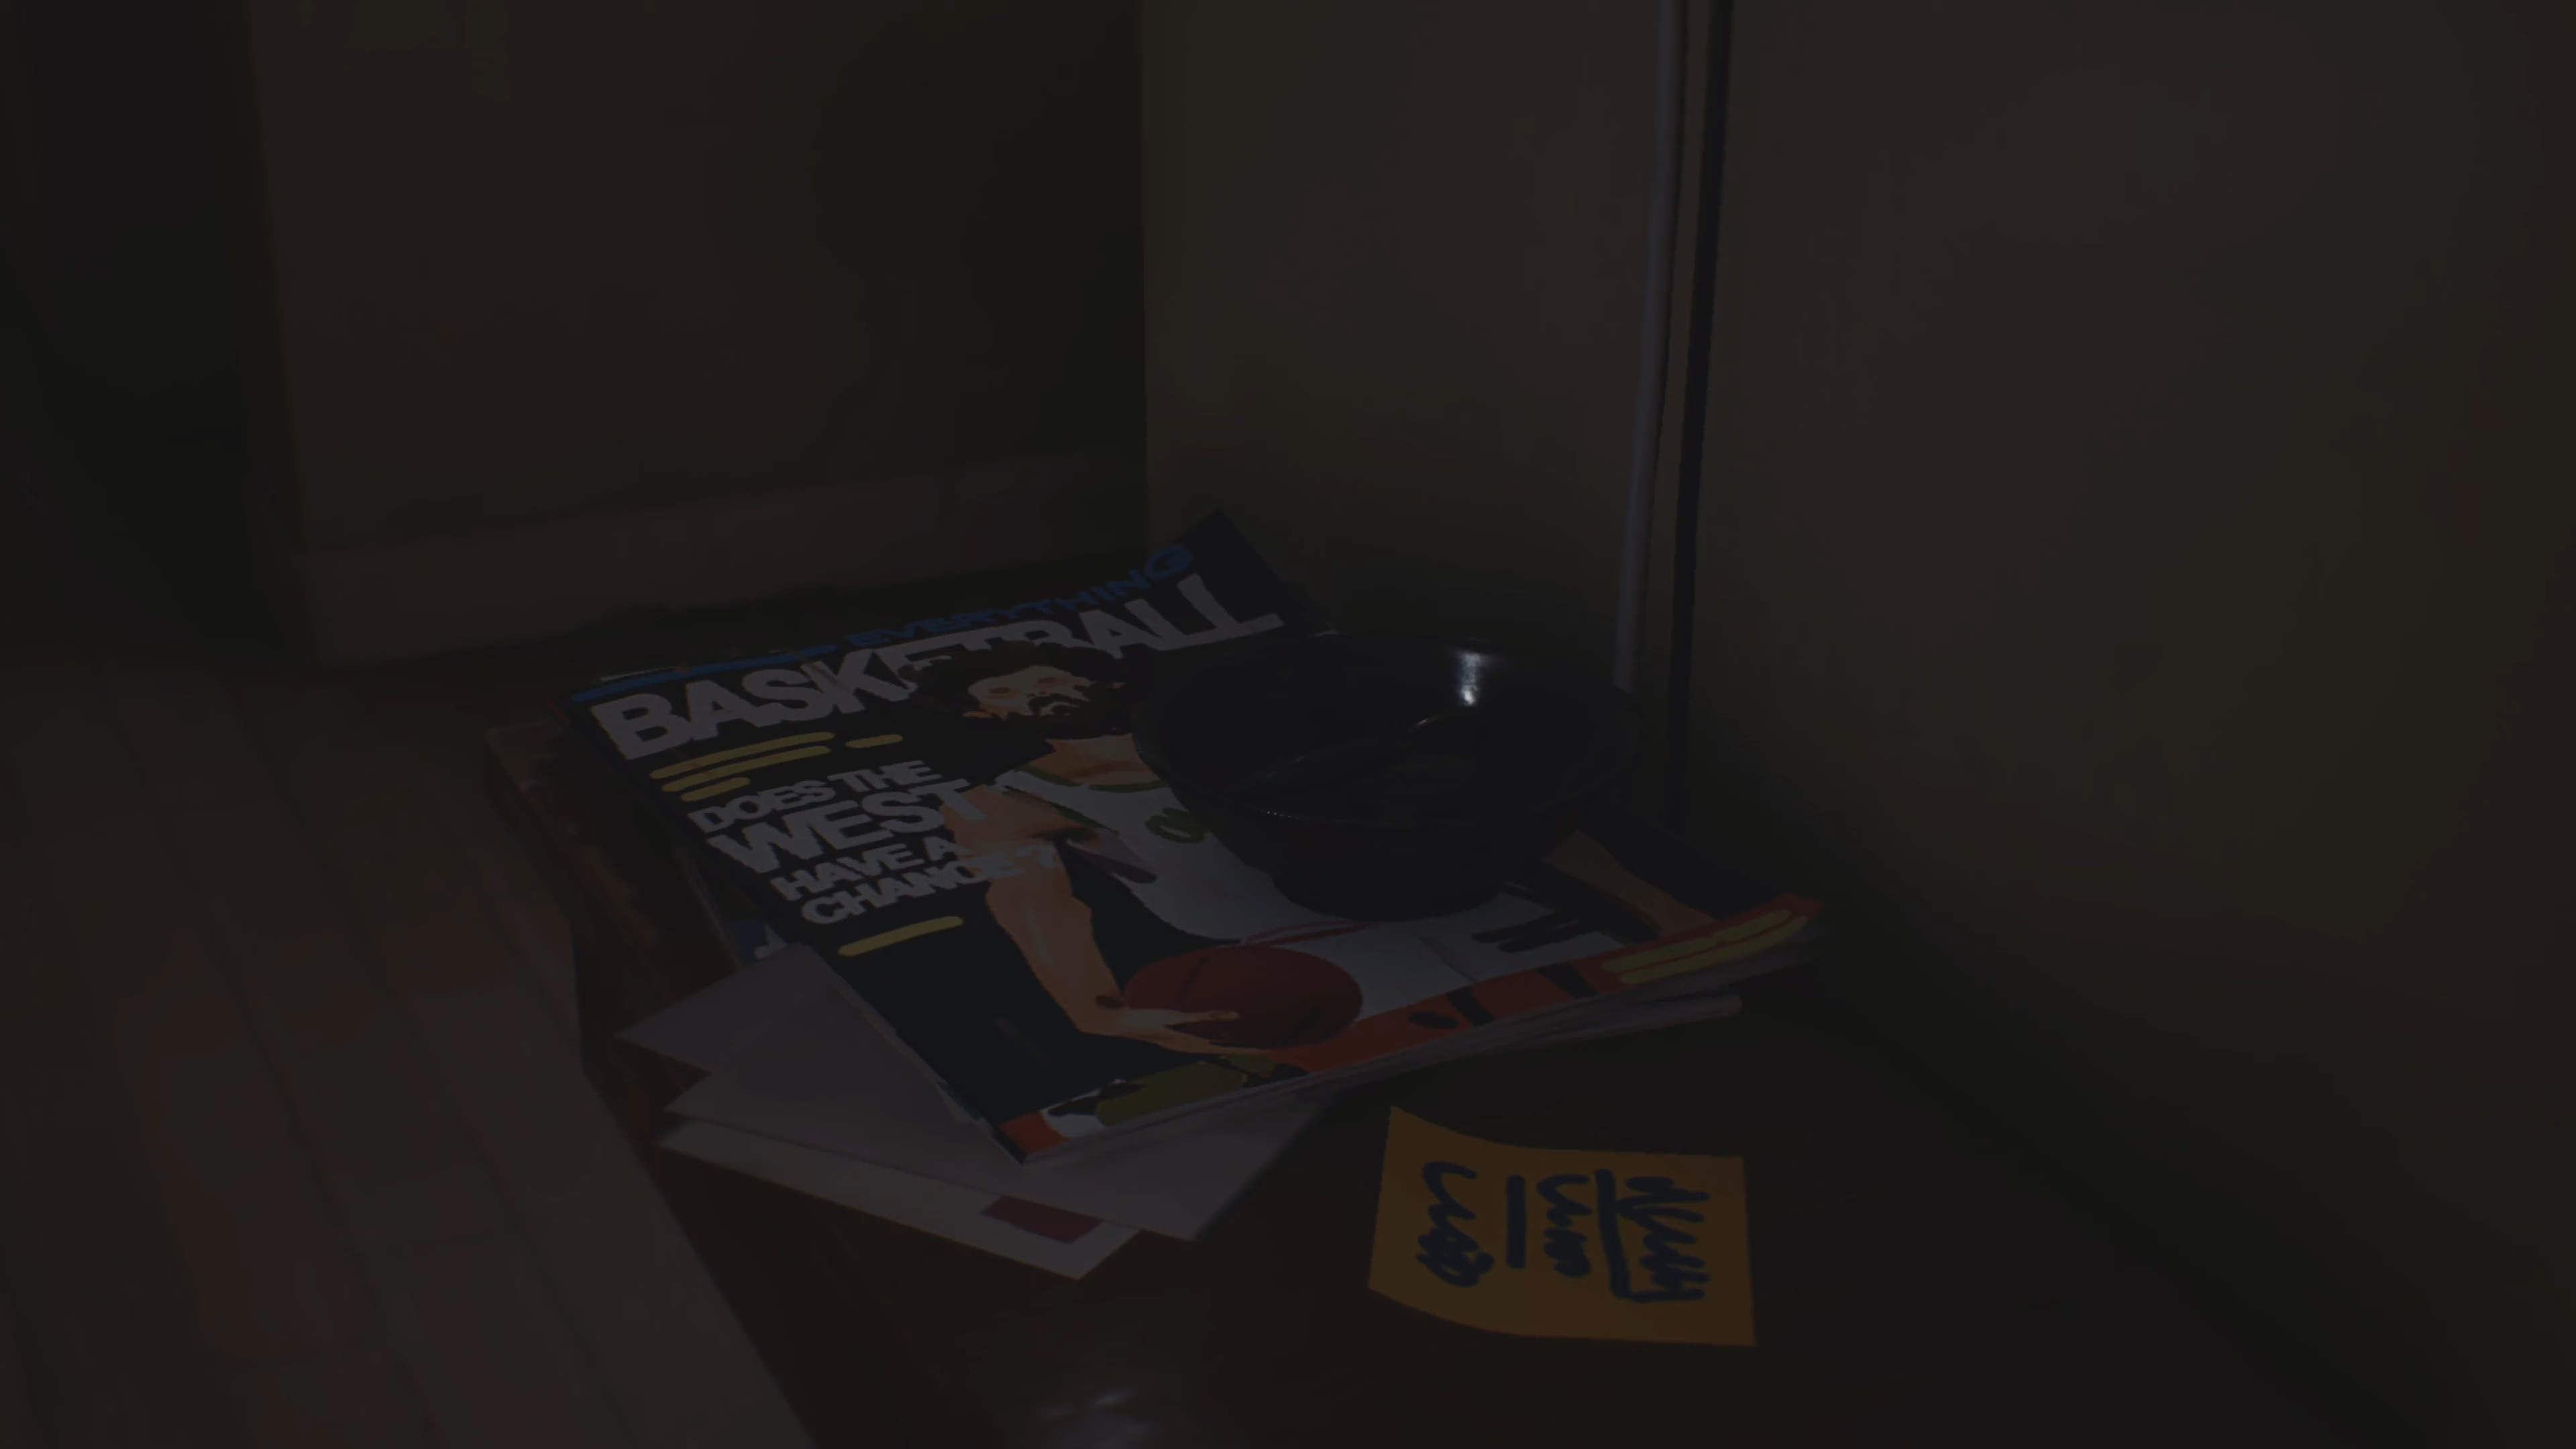 EVERYTHING
BASKETBALL
DOES THE
WEST
HAVE A
CHANCE?